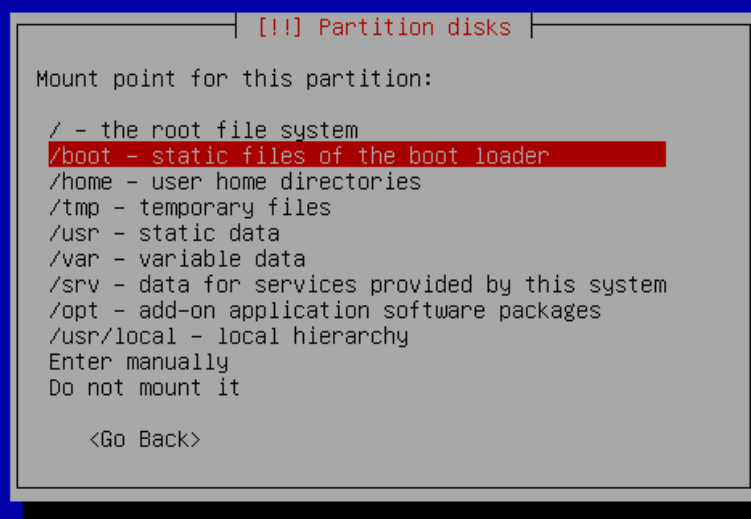 [!!] Partition disks
Mount point for this partition:
/ – the root file system
/boot – static files of the boot loader
/home – user home directories
/tmp – temporary files
/usr – static data
/var – variable data
/srv – data for services provided by this system
/opt – add-on application software packages
/usr/local – local hierarchy
Enter manually
Do not mount it
<Go Back>